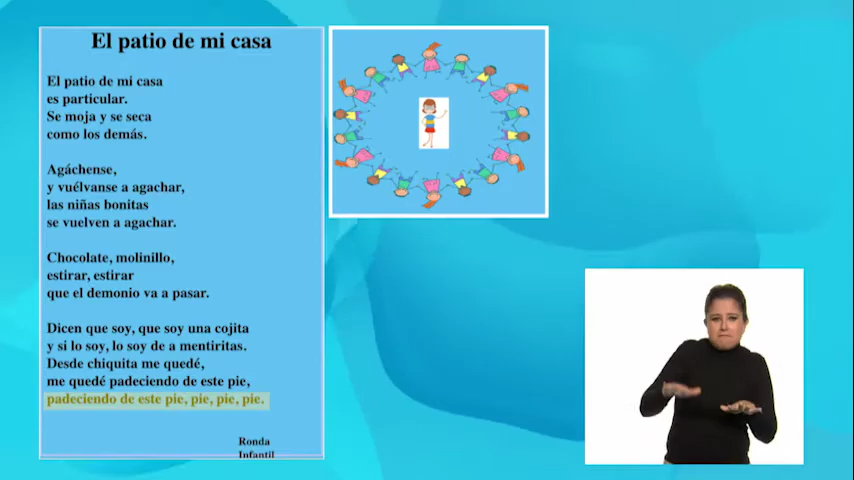 El patio de mi casa
El patio de mi casa
es particular.
Se moja y se seca
como los demás.
Agáchense,
y vuélvanse a agachar,
las niñas bonitas
se vuelven a agachar.
Chocolate, molinillo,
estirar, estirar
que el demonio va a pasar.
Dicen que soy, que soy una cojita
y si lo soy, lo soy de a mentiritas.
Desde chiquita me quedé,
me quedé padeciendo de este pie,
padeciendo de este pie, pie, pie, pie.
Ronda
Infantil